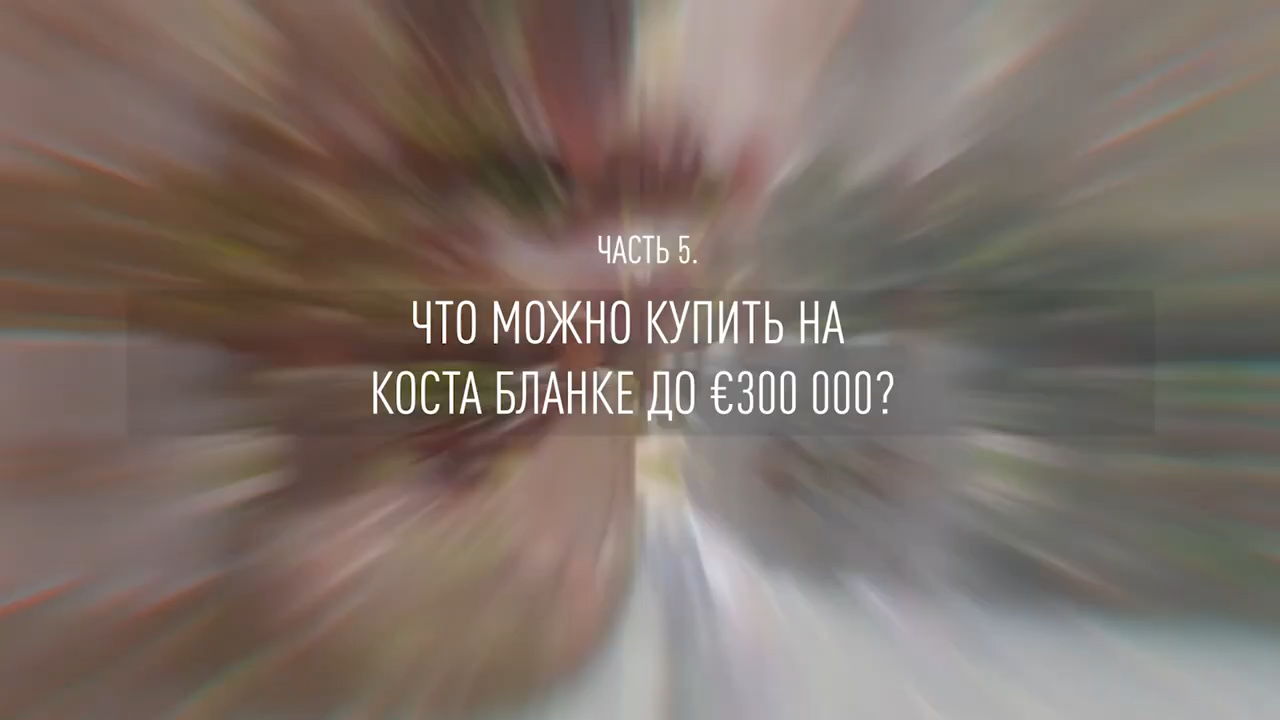 ЧАСТЬ 5.
ЧТО МОЖНО КУПИТЬ НА
КОСТА БЛАНКЕ ДО €300 000?